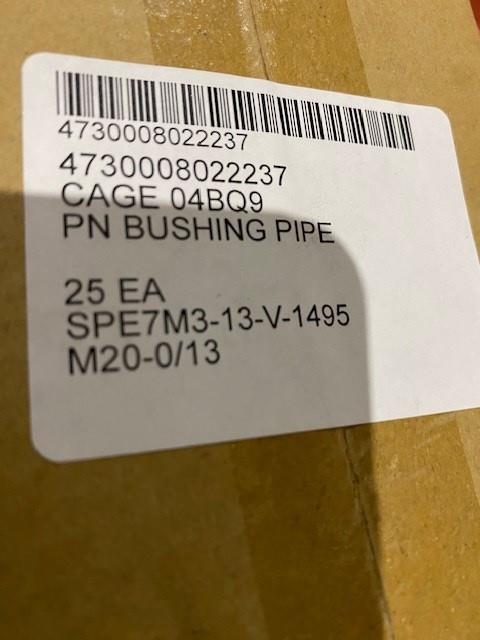 4730008022237
4730008022237
CAGE 04BQ9
PN BUSHING PIPE
25 EA
SPE7M3-13-V-1495
M20-0/13